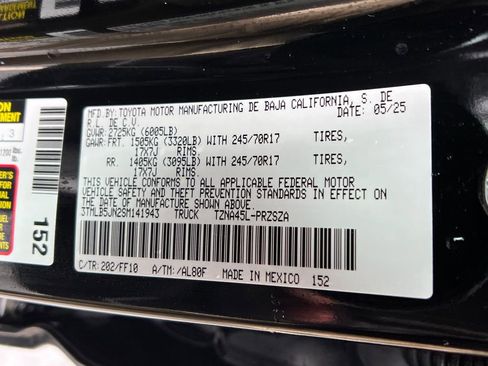 MFD.BY:TOYOTA MOTOR MANUFACTURING DE BAJA CALIFORNIA, S. DE
R.L. DE C.V. DATE: 05/25
GVWR:2725KG (6005LB)
GAWR:FRT. 1505KG (3320LB) WITH 245/70R17 TIRES,
17X7J RIMS,
RR. 1405KG (3095LB) WITH 245/70R17 TIRES,
17X7J RIMS,
THIS VEHICLE CONFORMS TO ALL APPLICABLE FEDERAL MOTOR
VEHICLE SAFETY AND THEFT PREVENTION STANDARDS IN EFFECT ON
THE DATE OF MANUFACTURE SHOWN ABOVE.
3TMLB5JN2SM141943 TRUCK TZNA45L-PRZSZA
C/TR:202/FF10 A/TM:/AL80F MADE IN MEXICO 152
152